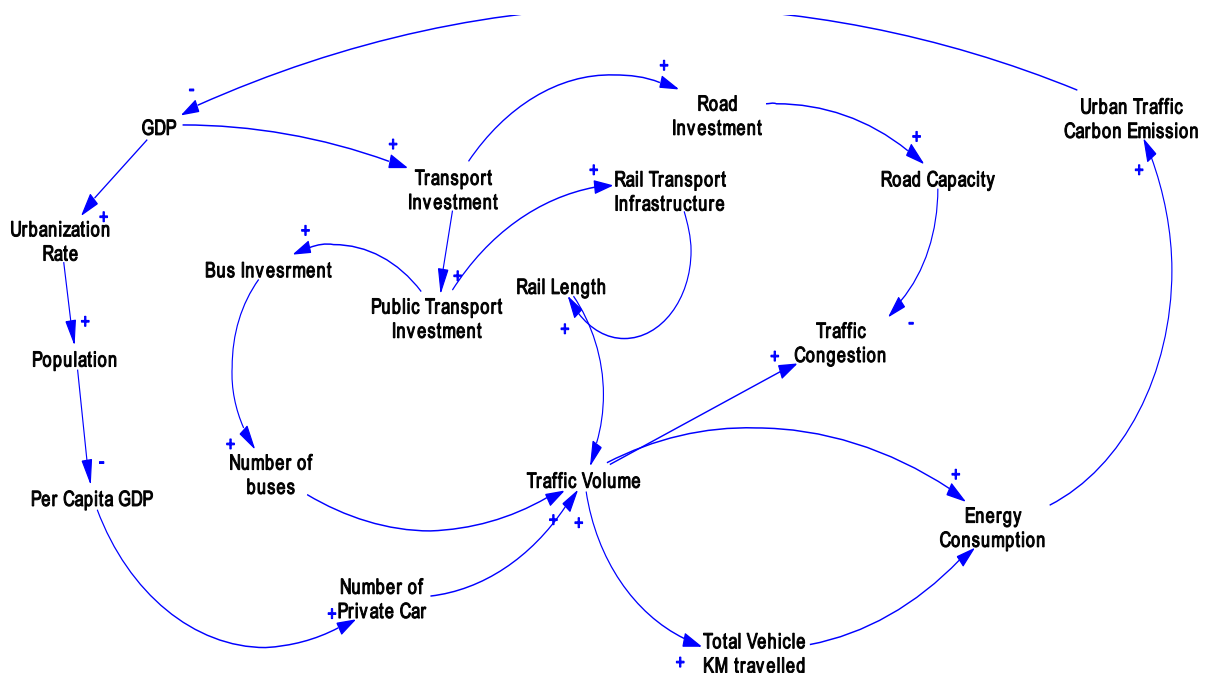 Urban Traffic
Carbon Emission
-
GDP
+
Road
Investment
+
Road Capacity
+
Transport
Investment
+
Rail Transport
Infrastructure
+
Urbanization
Rate
+
Bus Invesrment
+
Public Transport
Investment
+
Rail Length
+
Traffic
Congestion
+
-
Population
+
Per Capita GDP
-
Number of
buses
+
Traffic Volume
+
+
Energy
Consumption
+
+
Number of
Private Car
+
Total Vehicle
KM travelled
+